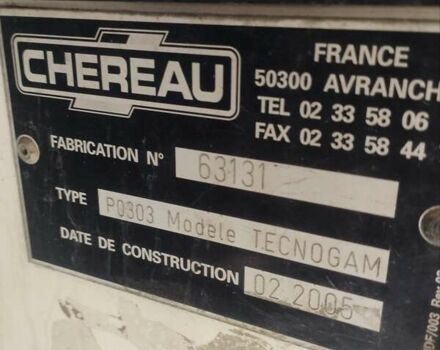 CHEREAU
FRANCE
50300 AVRANCH
TEL 02 33 58 06
FAX 02 33 58 44
FABRICATION N° 63131
TYPE P0303 Modele TECNOGAM
DATE DE CONSTRUCTION 02 2005